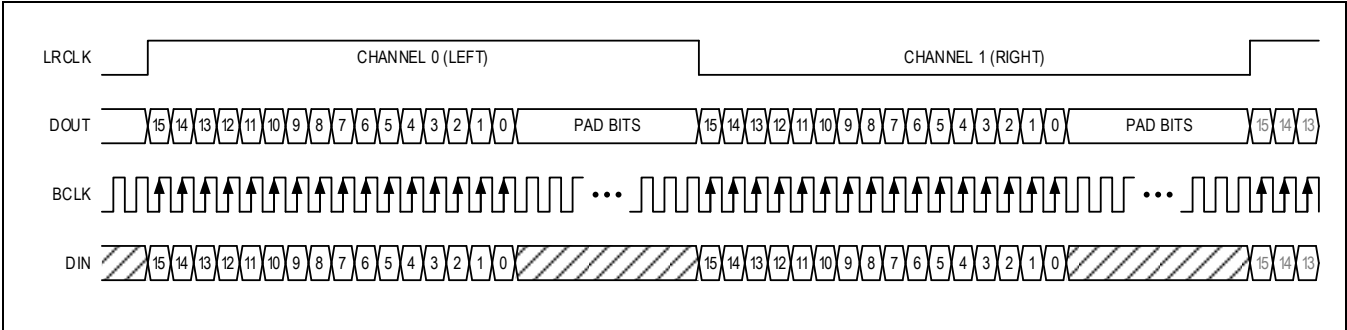 LRCLK CHANNEL 0 (LEFT) CHANNEL 1 (RIGHT)
DOUT 15 14 13 12 11 10 9 8 7 6 5 4 3 2 1 0 PAD BITS 15 14 13 12 11 10 9 8 7 6 5 4 3 2 1 0 PAD BITS 15 14 13
BCLK ••• •••
DIN 15 14 13 12 11 10 9 8 7 6 5 4 3 2 1 0 15 14 13 12 11 10 9 8 7 6 5 4 3 2 1 0 15 14 13